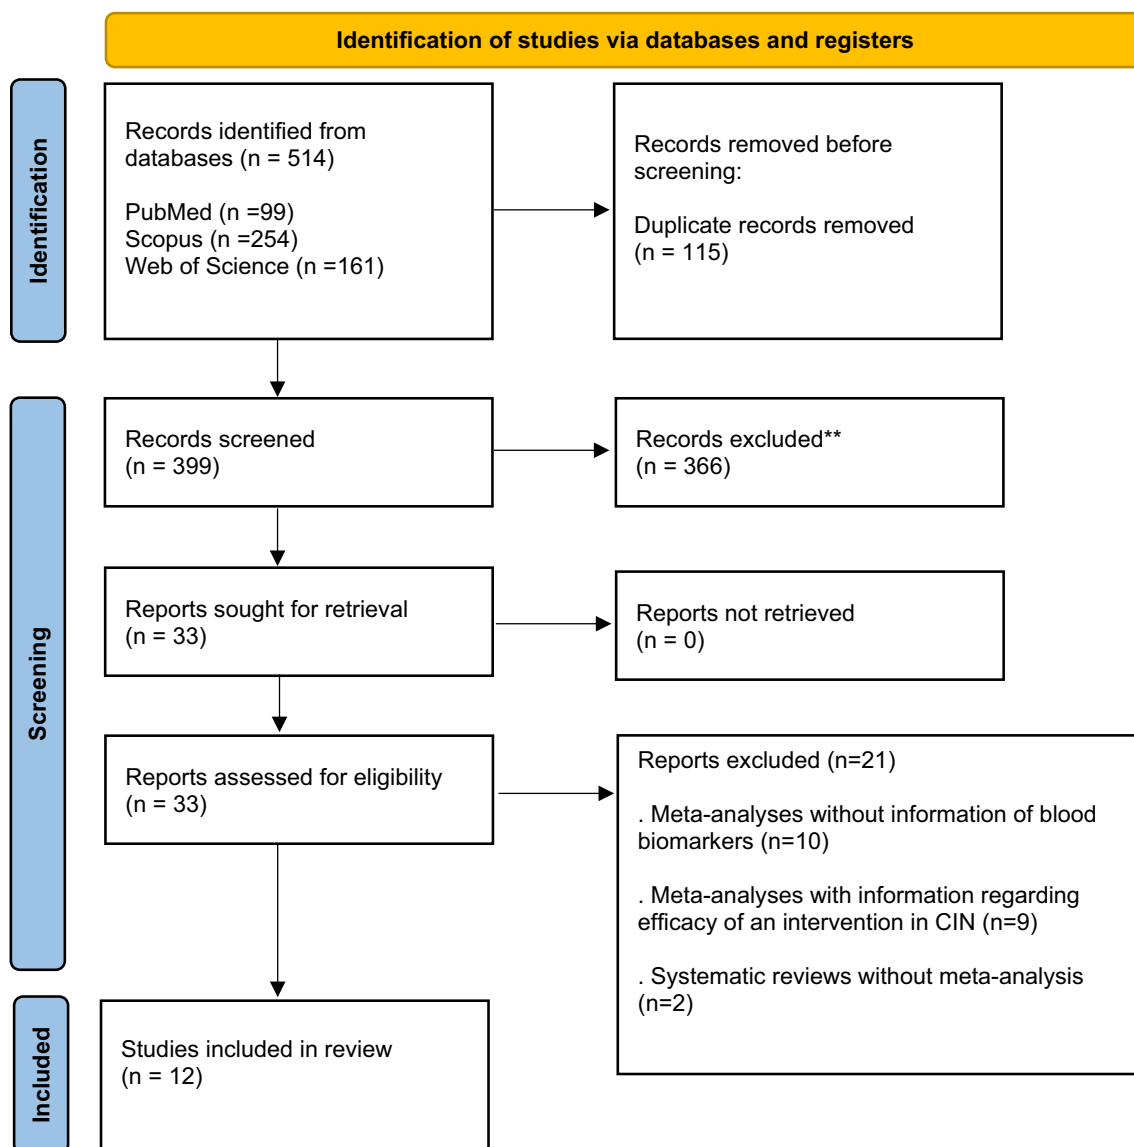 Identification of studies via databases and registers
Identification
Records identified from
databases (n = 514)
PubMed (n =99)
Scopus (n =254)
Web of Science (n =161)
Records removed before
screening:
Duplicate records removed
(n = 115)
Screening
Records screened
(n = 399)
Records excluded**
(n = 366)
Reports sought for retrieval
(n = 33)
Reports not retrieved
(n = 0)
Reports assessed for eligibility
(n = 33)
Reports excluded (n=21)
. Meta-analyses without information of blood
biomarkers (n=10)
. Meta-analyses with information regarding
efficacy of an intervention in CIN (n=9)
. Systematic reviews without meta-analysis
(n=2)
Included
Studies included in review
(n = 12)